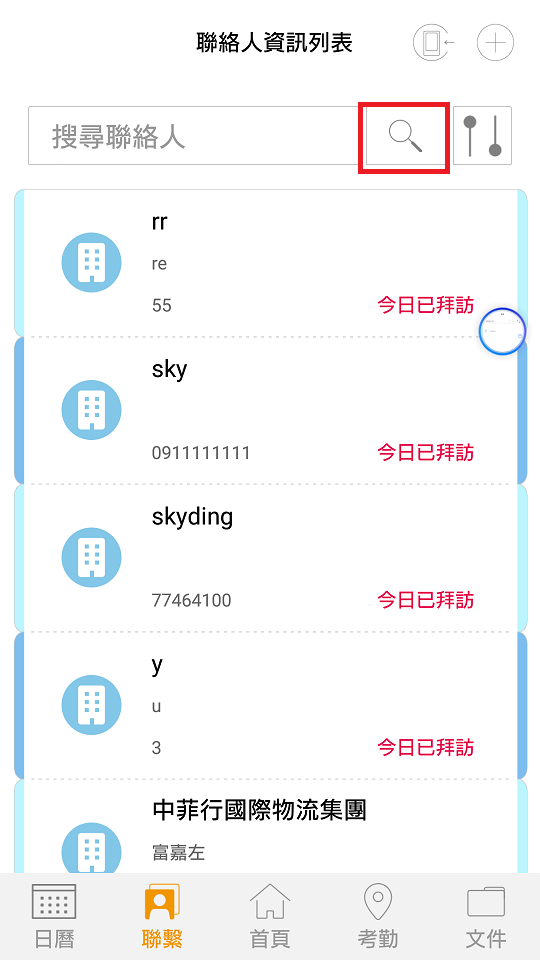 聯絡人資訊列表
搜尋聯絡人
rr
re
55
今日已拜訪
sky
0911111111
今日已拜訪
skyding
77464100
今日已拜訪
y
u
3
今日已拜訪
中菲行國際物流集團
富嘉左
日曆
聯繫
首頁
考勤
文件